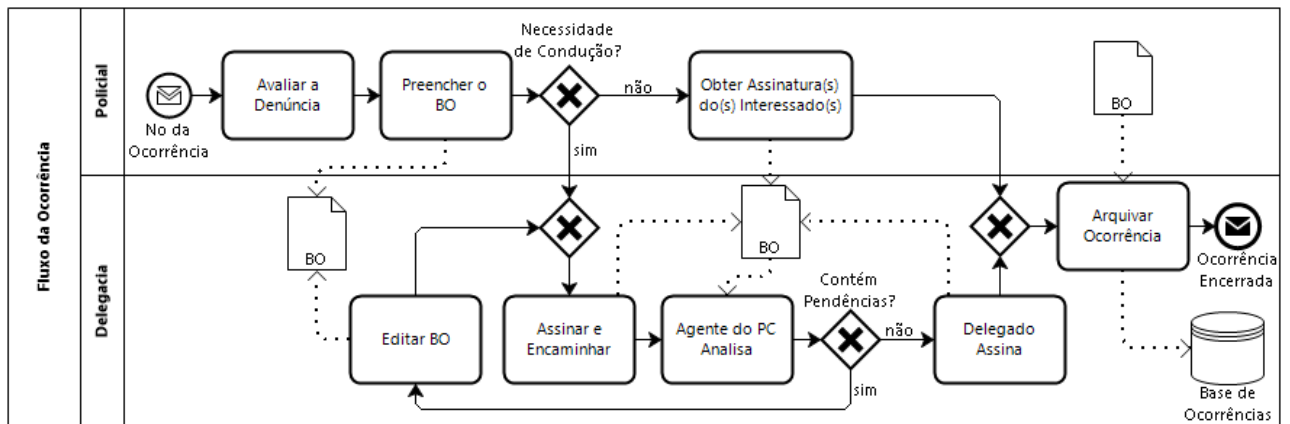 Fluxo da Ocorrência
Policial
No da
Ocorrência
Avaliar a
Denúncia
Preencher o
BO
Necessidade
de Condução?
não
sim
Obter Assinatura(s)
do(s) Interessado(s)
BO
Delegacia
BO
Editar BO
Assinar e
Encaminhar
BO
Agente do PC
Analisa
Contém
Pendências?
não
sim
Delegado
Assina
Arquivar
Ocorrência
Ocorrência
Encerrada
Base de
Ocorrências